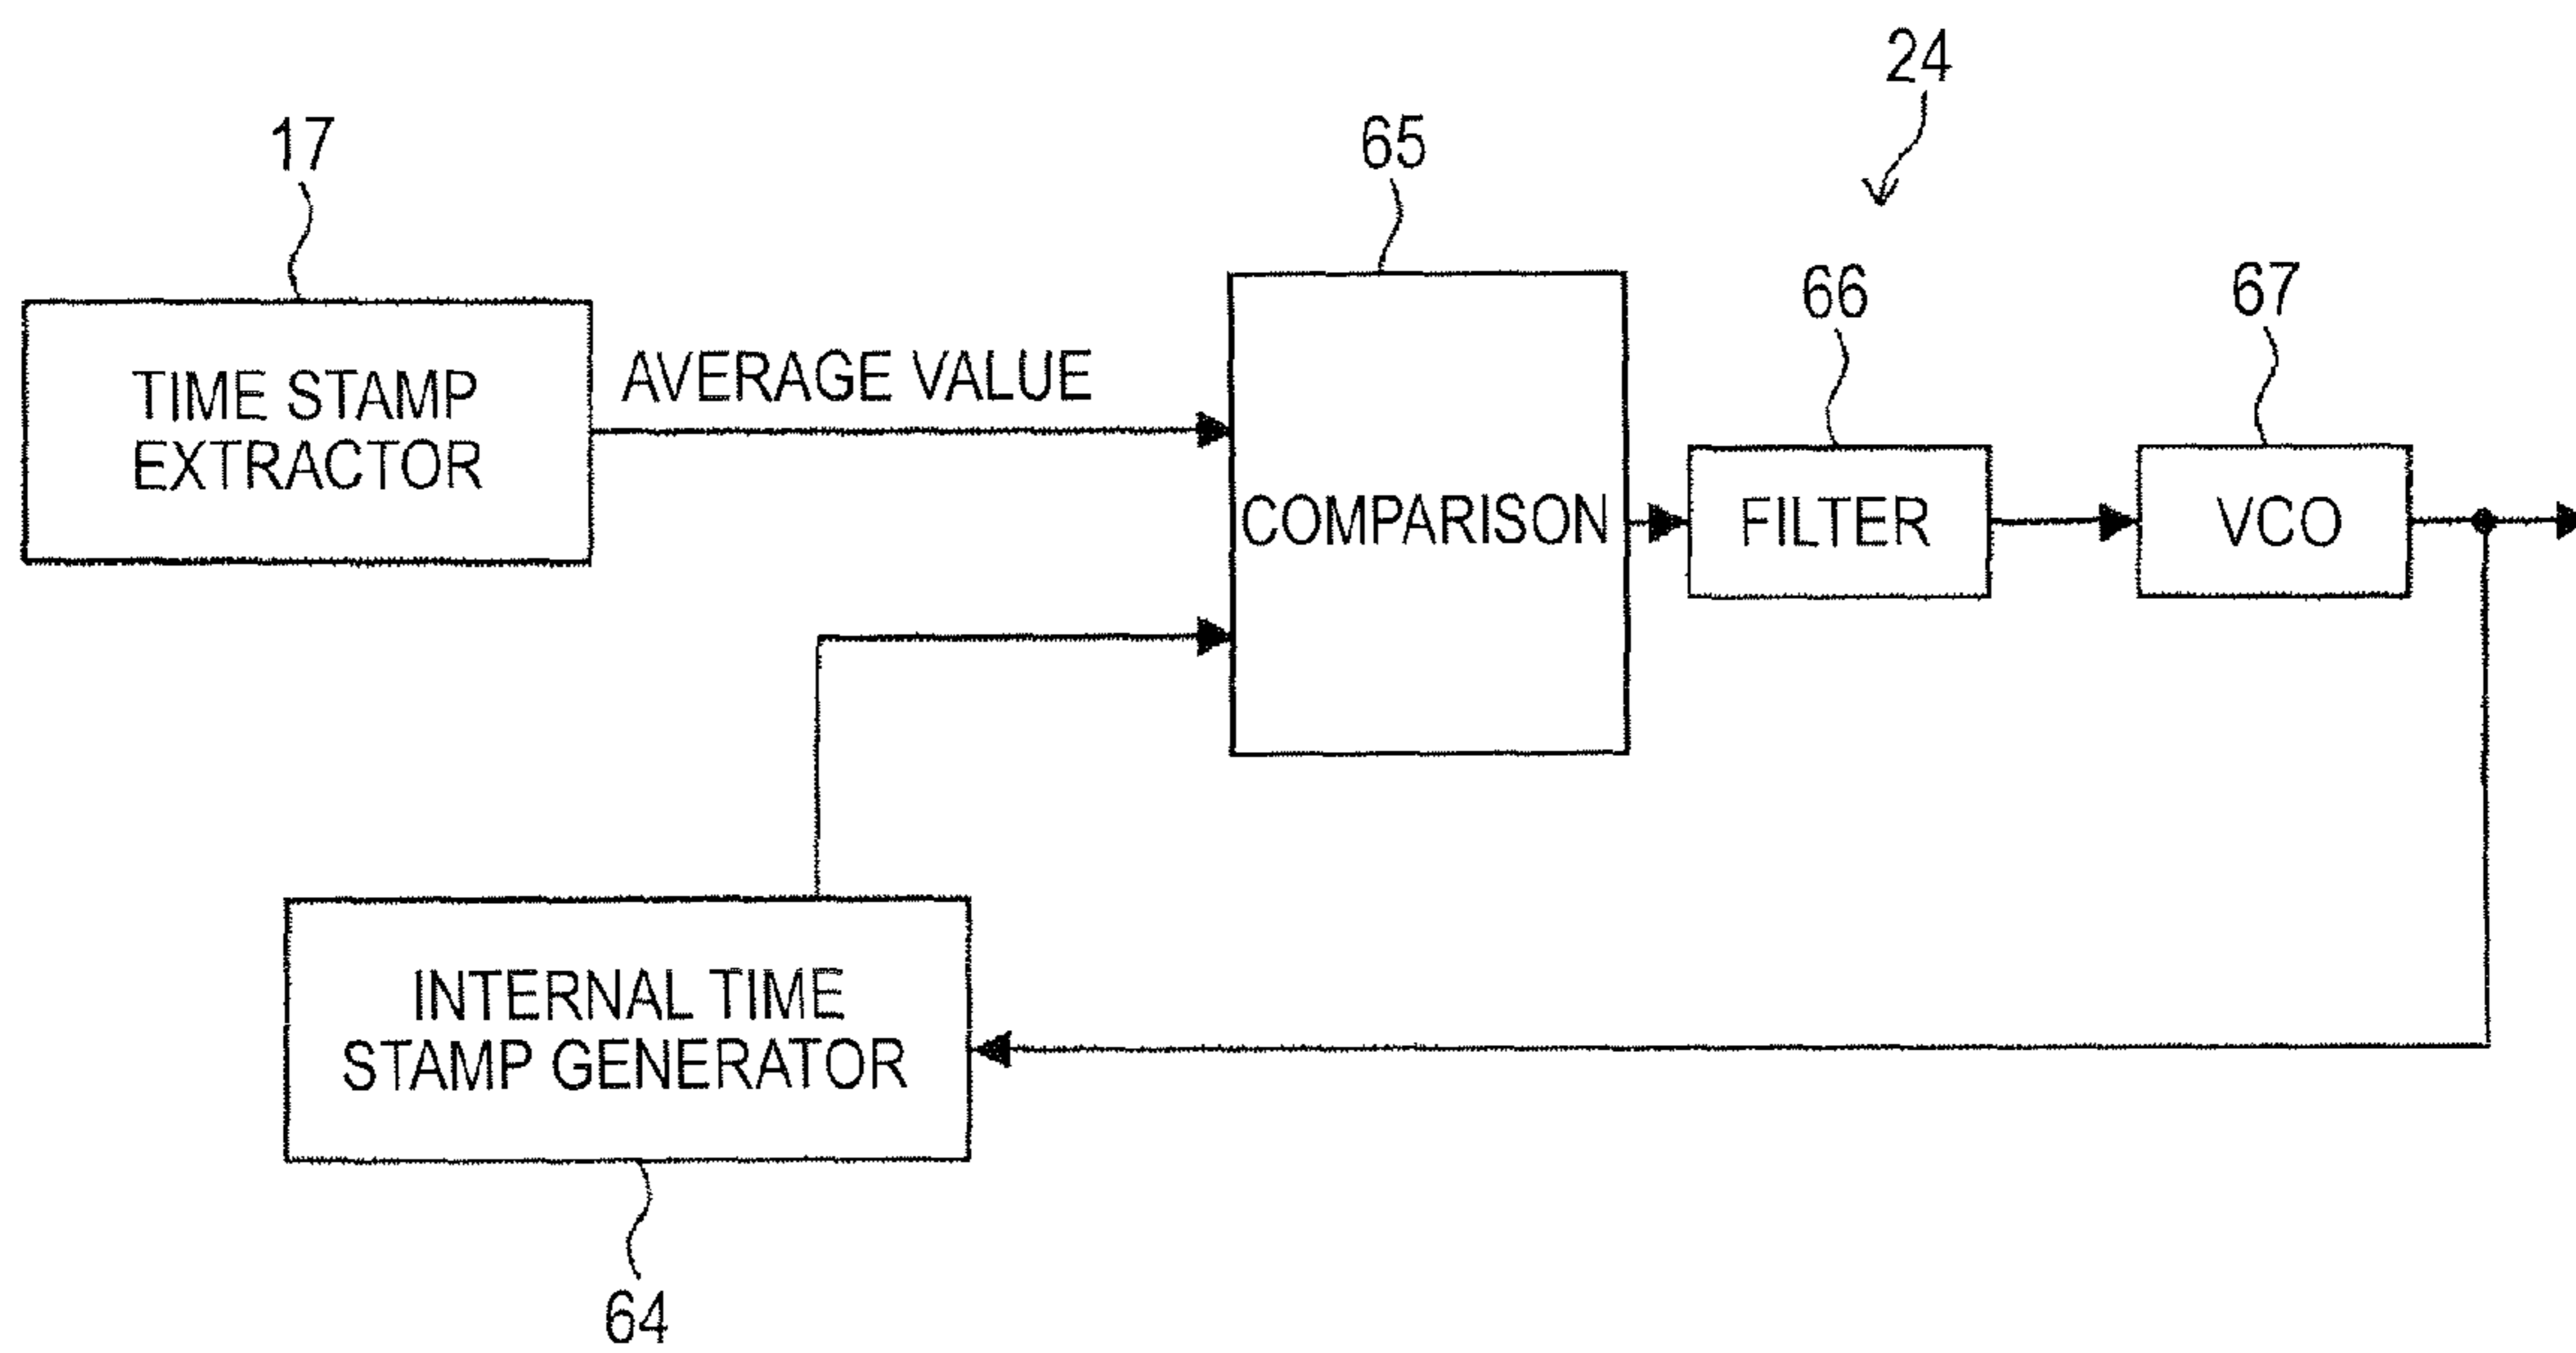 24
17
65
66
67
TIME STAMP
EXTRACTOR
AVERAGE VALUE
COMPARISON
FILTER
VCO
INTERNAL TIME
STAMP GENERATOR
64